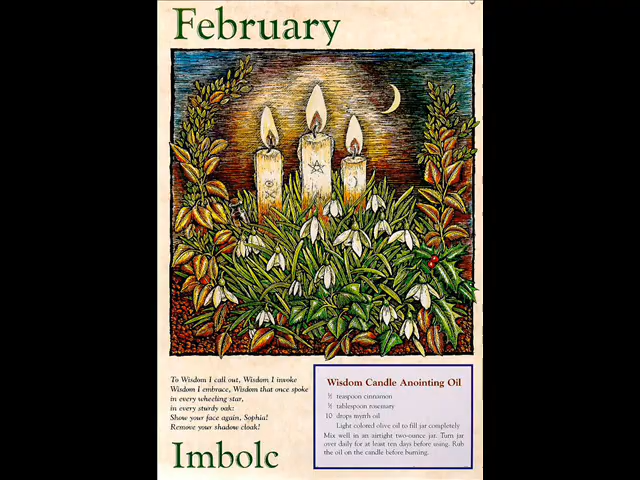 February
To Wisdom I call out, Wisdom I invoke
Wisdom I embrace, Wisdom that once spoke
in every wheeling star,
in every sturdy oak:
Show your face again, Sophia!
Remove your shadow cloak!
Imbolc
Wisdom Candle Anointing Oil
½ teaspoon cinnamon
½ tablespoon rosemary
10 drops myrrh oil
Light colored olive oil to fill jar completely
Mix well in an airtight two-ounce jar. Turn jar
over daily for at least ten days before using. Rub
the oil on the candle before burning.